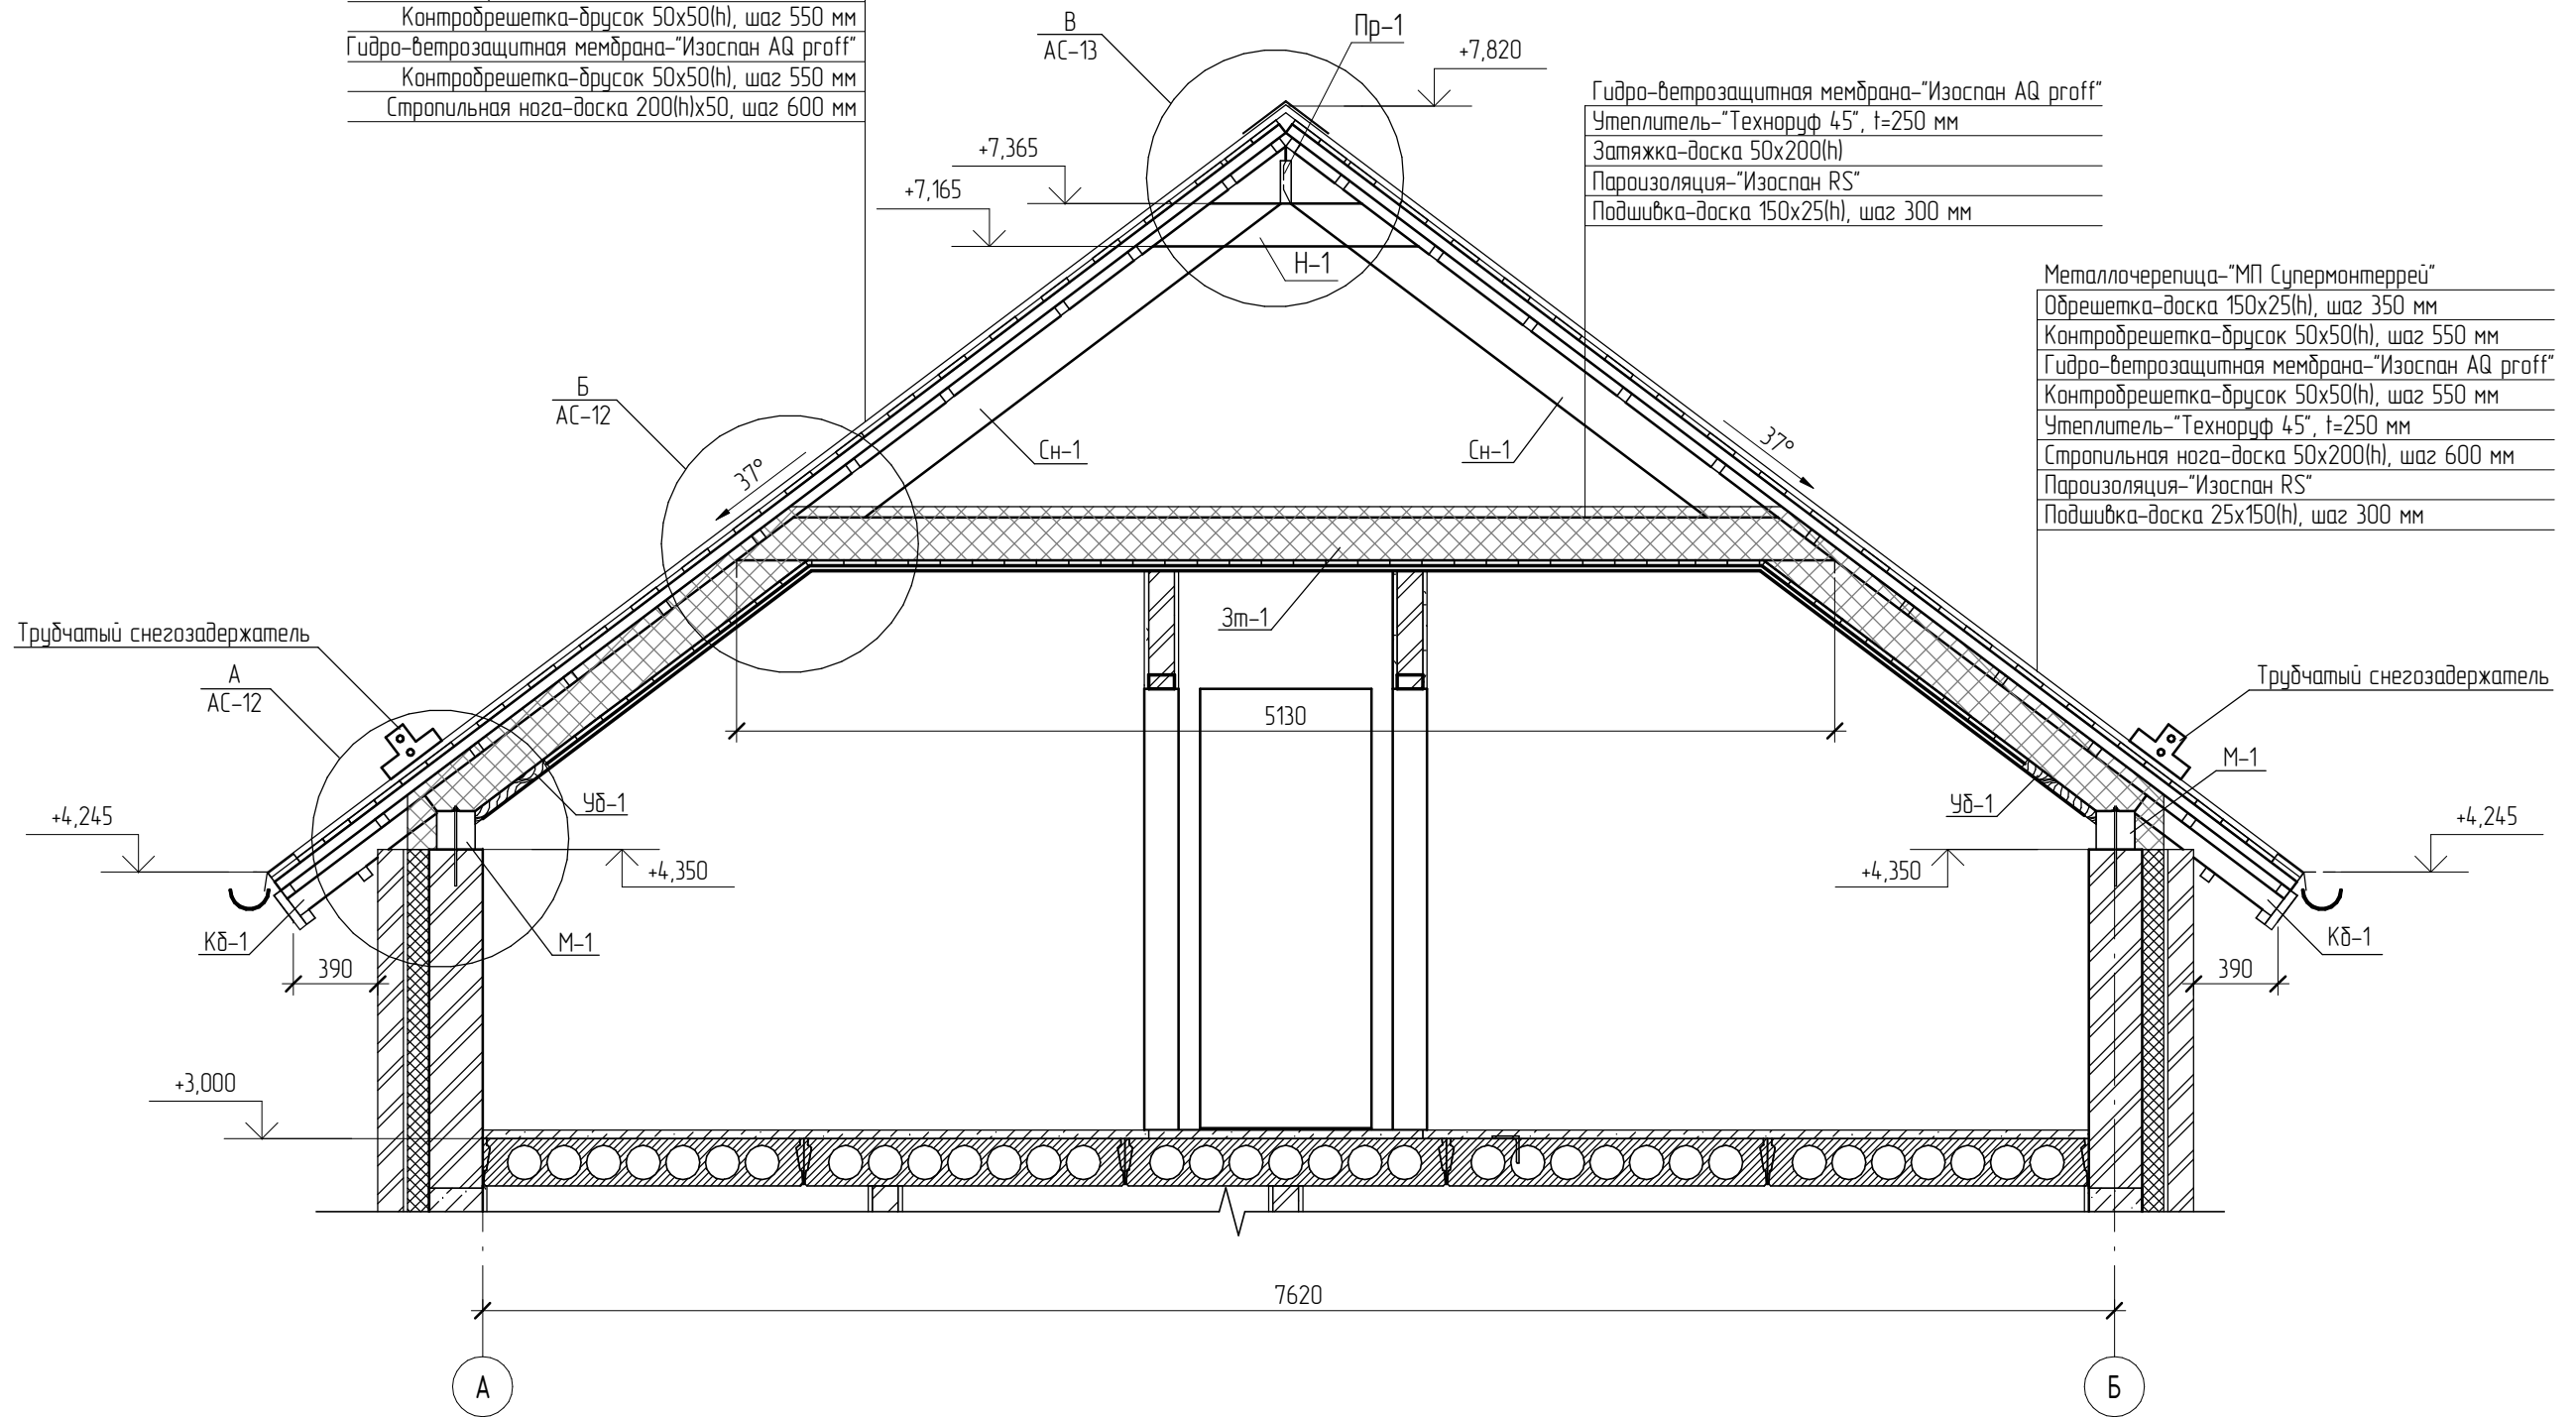 Контробрешетка-брусок 50х50(h), шаг 550 мм
Гидро-ветрозащитная мембрана-"Изоспан AQ proff"
Контробрешетка-брусок 50х50(h), шаг 550 мм
Стропильная нога-доска 200(h)х50, шаг 600 мм
В
АС-13
Пр-1
+7,820
+7,365
+7,165
Н-1
Гидро-ветрозащитная мембрана-"Изоспан AQ proff"
Утеплитель-"Техноруф 45", t=250 мм
Затяжка-доска 50х200(h)
Пароизоляция-"Изоспан RS"
Подшивка-доска 150х25(h), шаг 300 мм
Металлочерепица-"МП Супермонтеррей"
Обрешетка-доска 150х25(h), шаг 350 мм
Контробрешетка-брусок 50х50(h), шаг 550 мм
Гидро-ветрозащитная мембрана-"Изоспан AQ proff"
Контробрешетка-брусок 50х50(h), шаг 550 мм
Утеплитель-"Техноруф 45", t=250 мм
Стропильная нога-доска 50х200(h), шаг 600 мм
Пароизоляция-"Изоспан RS"
Подшивка-доска 25х150(h), шаг 300 мм
Б
АС-12
37°
Сн-1
Сн-1
37°
Зт-1
Трубчатый снегозадержатель
А
АС-12
5130
Трубчатый снегозадержатель
М-1
Уб-1
Уб-1
+4,245
+4,245
+4,350
+4,350
Кб-1
М-1
Кб-1
390
390
+3,000
7620
А
Б